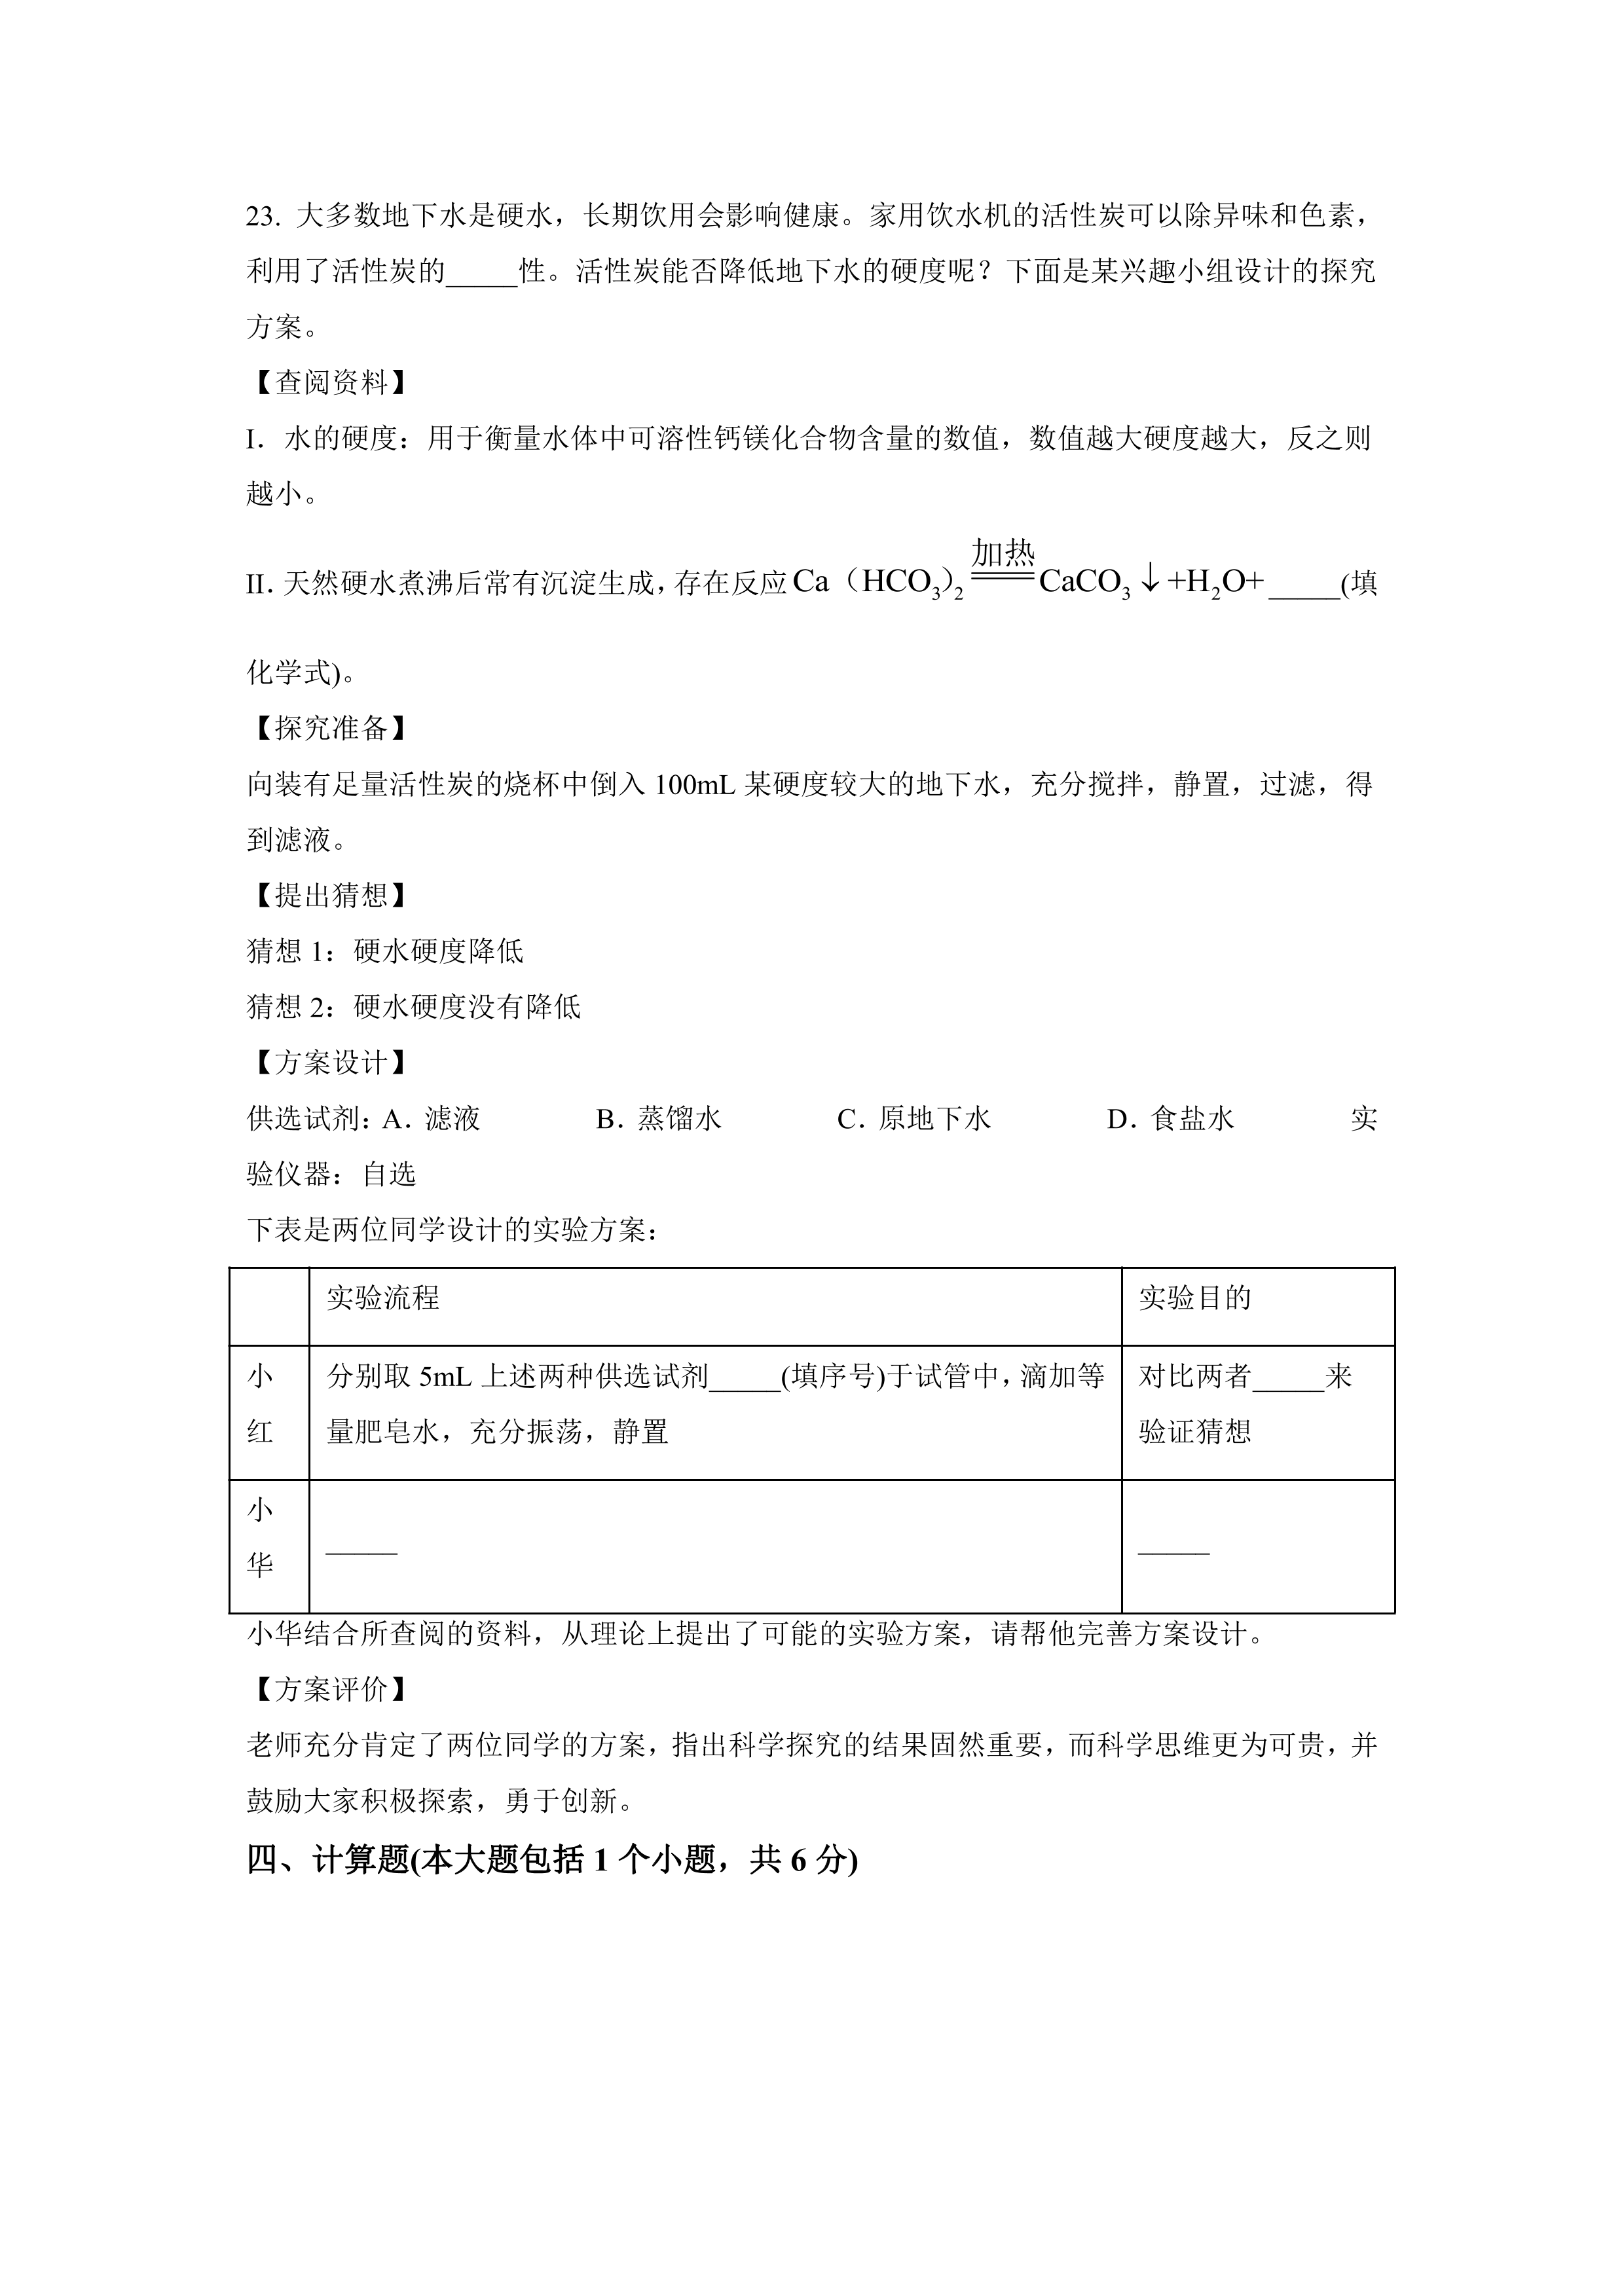 23. 大多数地下水是硬水，长期饮用会影响健康。家用饮水机的活性炭可以除异味和色素，
利用了活性炭的_____性。活性炭能否降低地下水的硬度呢？下面是某兴趣小组设计的探究
方案。
【查阅资料】
I．水的硬度：用于衡量水体中可溶性钙镁化合物含量的数值，数值越大硬度越大，反之则
越小。
II．天然硬水煮沸后常有沉淀生成，存在反应 Ca（HCO₃)₂ 加热═══ CaCO₃↓+H₂O+ _____(填
化学式)。
【探究准备】
向装有足量活性炭的烧杯中倒入 100mL 某硬度较大的地下水，充分搅拌，静置，过滤，得
到滤液。
【提出猜想】
猜想 1：硬水硬度降低
猜想 2：硬水硬度没有降低
【方案设计】
供选试剂：A．滤液 B．蒸馏水 C．原地下水 D．食盐水 实
验仪器：自选
下表是两位同学设计的实验方案：
实验流程 实验目的
小红 分别取 5mL 上述两种供选试剂_____(填序号)于试管中，滴加等
量肥皂水，充分振荡，静置 对比两者_____来
验证猜想
小华 _____ _____
小华结合所查阅的资料，从理论上提出了可能的实验方案，请帮他完善方案设计。
【方案评价】
老师充分肯定了两位同学的方案，指出科学探究的结果固然重要，而科学思维更为可贵，并
鼓励大家积极探索，勇于创新。
四、计算题(本大题包括 1 个小题，共 6 分)